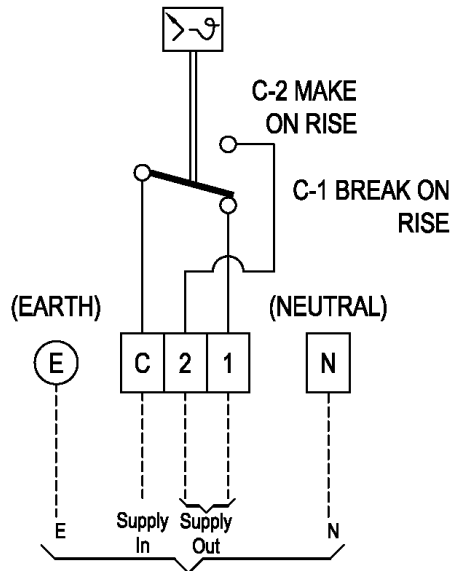 >-ϑ
C-2 MAKE
ON RISE
C-1 BREAK ON
RISE
(EARTH)
(NEUTRAL)
E
C
2
1
N
E
Supply
In
Supply
Out
N